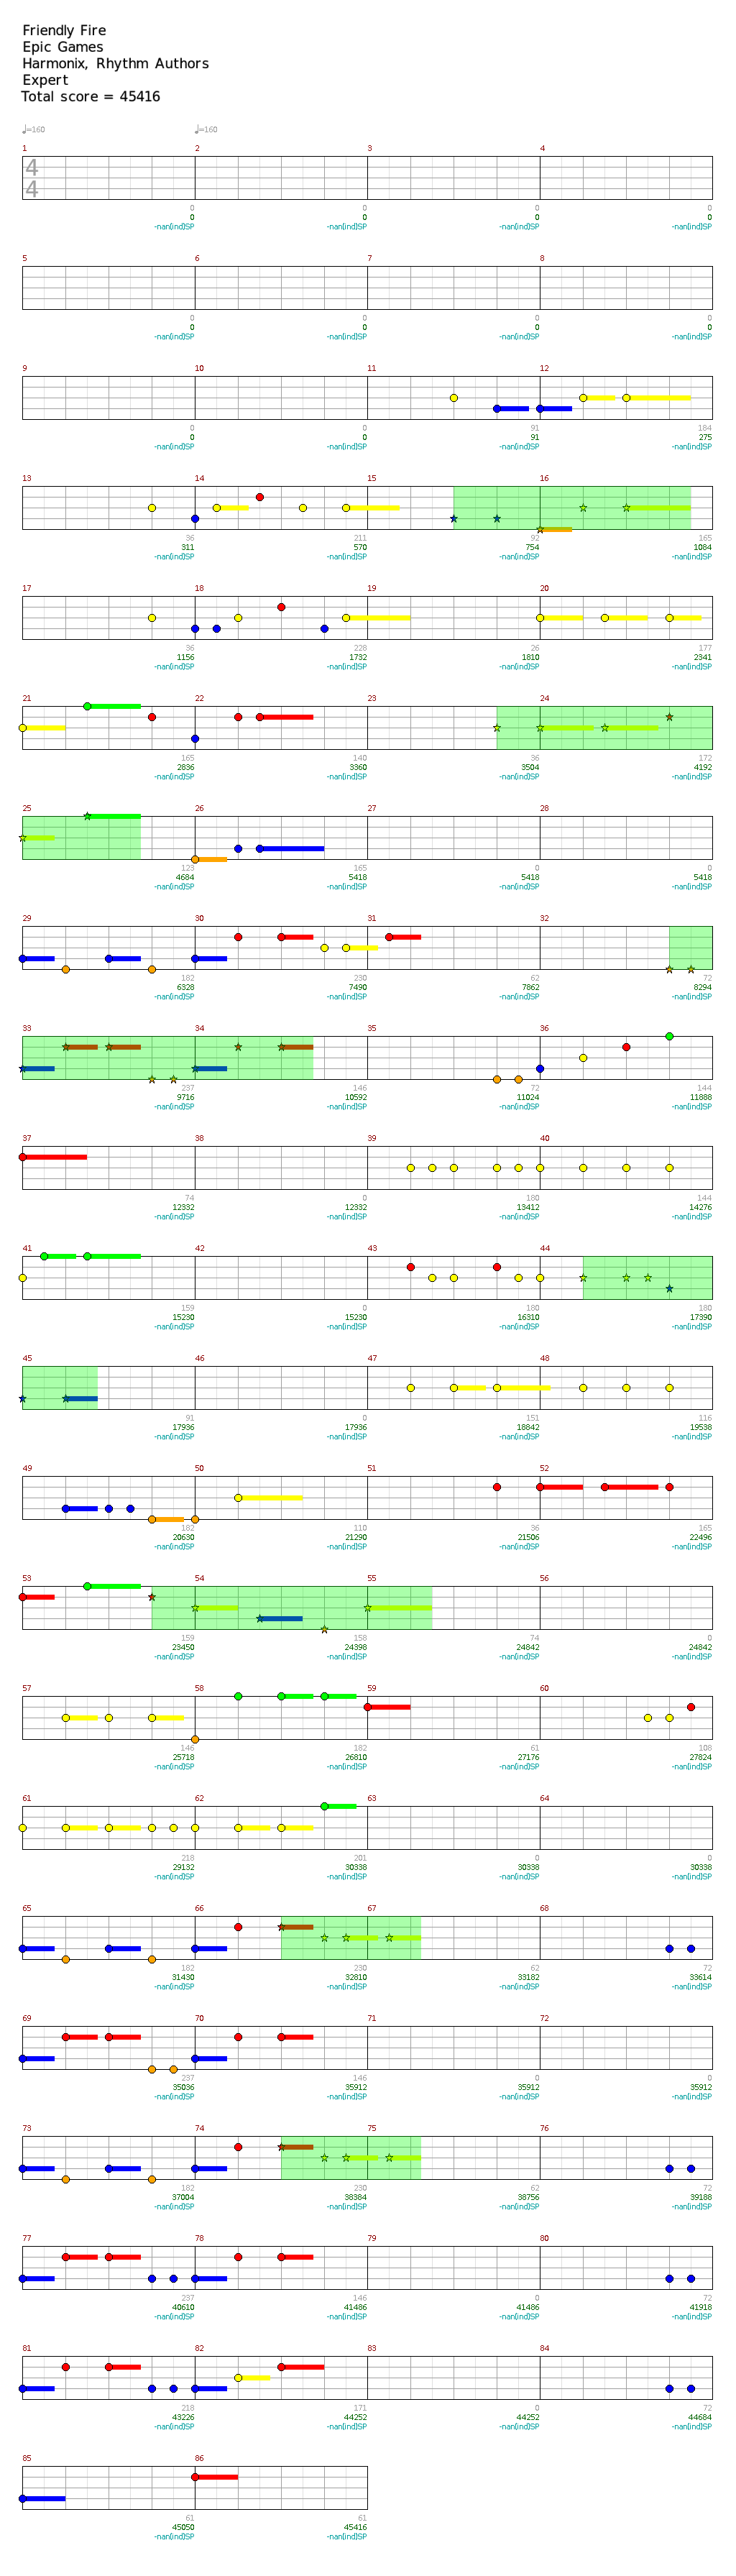 Friendly Fire
Epic Games
Harmonix, Rhythm Authors
Expert
Total score = 45416
♩=160 ♩=160
1 2 3 4
4
4
0 0 0 0
0 0 0 0
-nan(ind)SP -nan(ind)SP -nan(ind)SP -nan(ind)SP
5 6 7 8
0 0 0 0
0 0 0 0
-nan(ind)SP -nan(ind)SP -nan(ind)SP -nan(ind)SP
9 10 11 12
0 0 91 184
0 0 91 275
-nan(ind)SP -nan(ind)SP -nan(ind)SP -nan(ind)SP
13 14 15 16
36 211 92 165
311 570 754 1084
-nan(ind)SP -nan(ind)SP -nan(ind)SP -nan(ind)SP
17 18 19 20
36 228 26 177
1156 1732 1810 2341
-nan(ind)SP -nan(ind)SP -nan(ind)SP -nan(ind)SP
21 22 23 24
165 140 36 172
2836 3360 3504 4192
-nan(ind)SP -nan(ind)SP -nan(ind)SP -nan(ind)SP
25 26 27 28
123 165 0 0
4684 5418 5418 5418
-nan(ind)SP -nan(ind)SP -nan(ind)SP -nan(ind)SP
29 30 31 32
182 230 62 72
6328 7490 7862 8294
-nan(ind)SP -nan(ind)SP -nan(ind)SP -nan(ind)SP
33 34 35 36
237 146 72 144
9716 10592 11024 11888
-nan(ind)SP -nan(ind)SP -nan(ind)SP -nan(ind)SP
37 38 39 40
74 0 180 144
12332 12332 13412 14276
-nan(ind)SP -nan(ind)SP -nan(ind)SP -nan(ind)SP
41 42 43 44
159 0 180 180
15230 15230 16310 17390
-nan(ind)SP -nan(ind)SP -nan(ind)SP -nan(ind)SP
45 46 47 48
91 0 151 116
17936 17936 18842 19538
-nan(ind)SP -nan(ind)SP -nan(ind)SP -nan(ind)SP
49 50 51 52
182 110 36 165
20630 21290 21506 22496
-nan(ind)SP -nan(ind)SP -nan(ind)SP -nan(ind)SP
53 54 55 56
159 158 74 0
23450 24398 24842 24842
-nan(ind)SP -nan(ind)SP -nan(ind)SP -nan(ind)SP
57 58 59 60
146 182 61 108
25718 26810 27176 27824
-nan(ind)SP -nan(ind)SP -nan(ind)SP -nan(ind)SP
61 62 63 64
218 201 0 0
29132 30338 30338 30338
-nan(ind)SP -nan(ind)SP -nan(ind)SP -nan(ind)SP
65 66 67 68
182 230 62 72
31430 32810 33182 33614
-nan(ind)SP -nan(ind)SP -nan(ind)SP -nan(ind)SP
69 70 71 72
237 146 0 0
35036 35912 35912 35912
-nan(ind)SP -nan(ind)SP -nan(ind)SP -nan(ind)SP
73 74 75 76
182 230 62 72
37004 38384 38756 39188
-nan(ind)SP -nan(ind)SP -nan(ind)SP -nan(ind)SP
77 78 79 80
237 146 0 72
40610 41486 41486 41918
-nan(ind)SP -nan(ind)SP -nan(ind)SP -nan(ind)SP
81 82 83 84
218 171 0 72
43226 44252 44252 44684
-nan(ind)SP -nan(ind)SP -nan(ind)SP -nan(ind)SP
85 86
61 61
45050 45416
-nan(ind)SP -nan(ind)SP